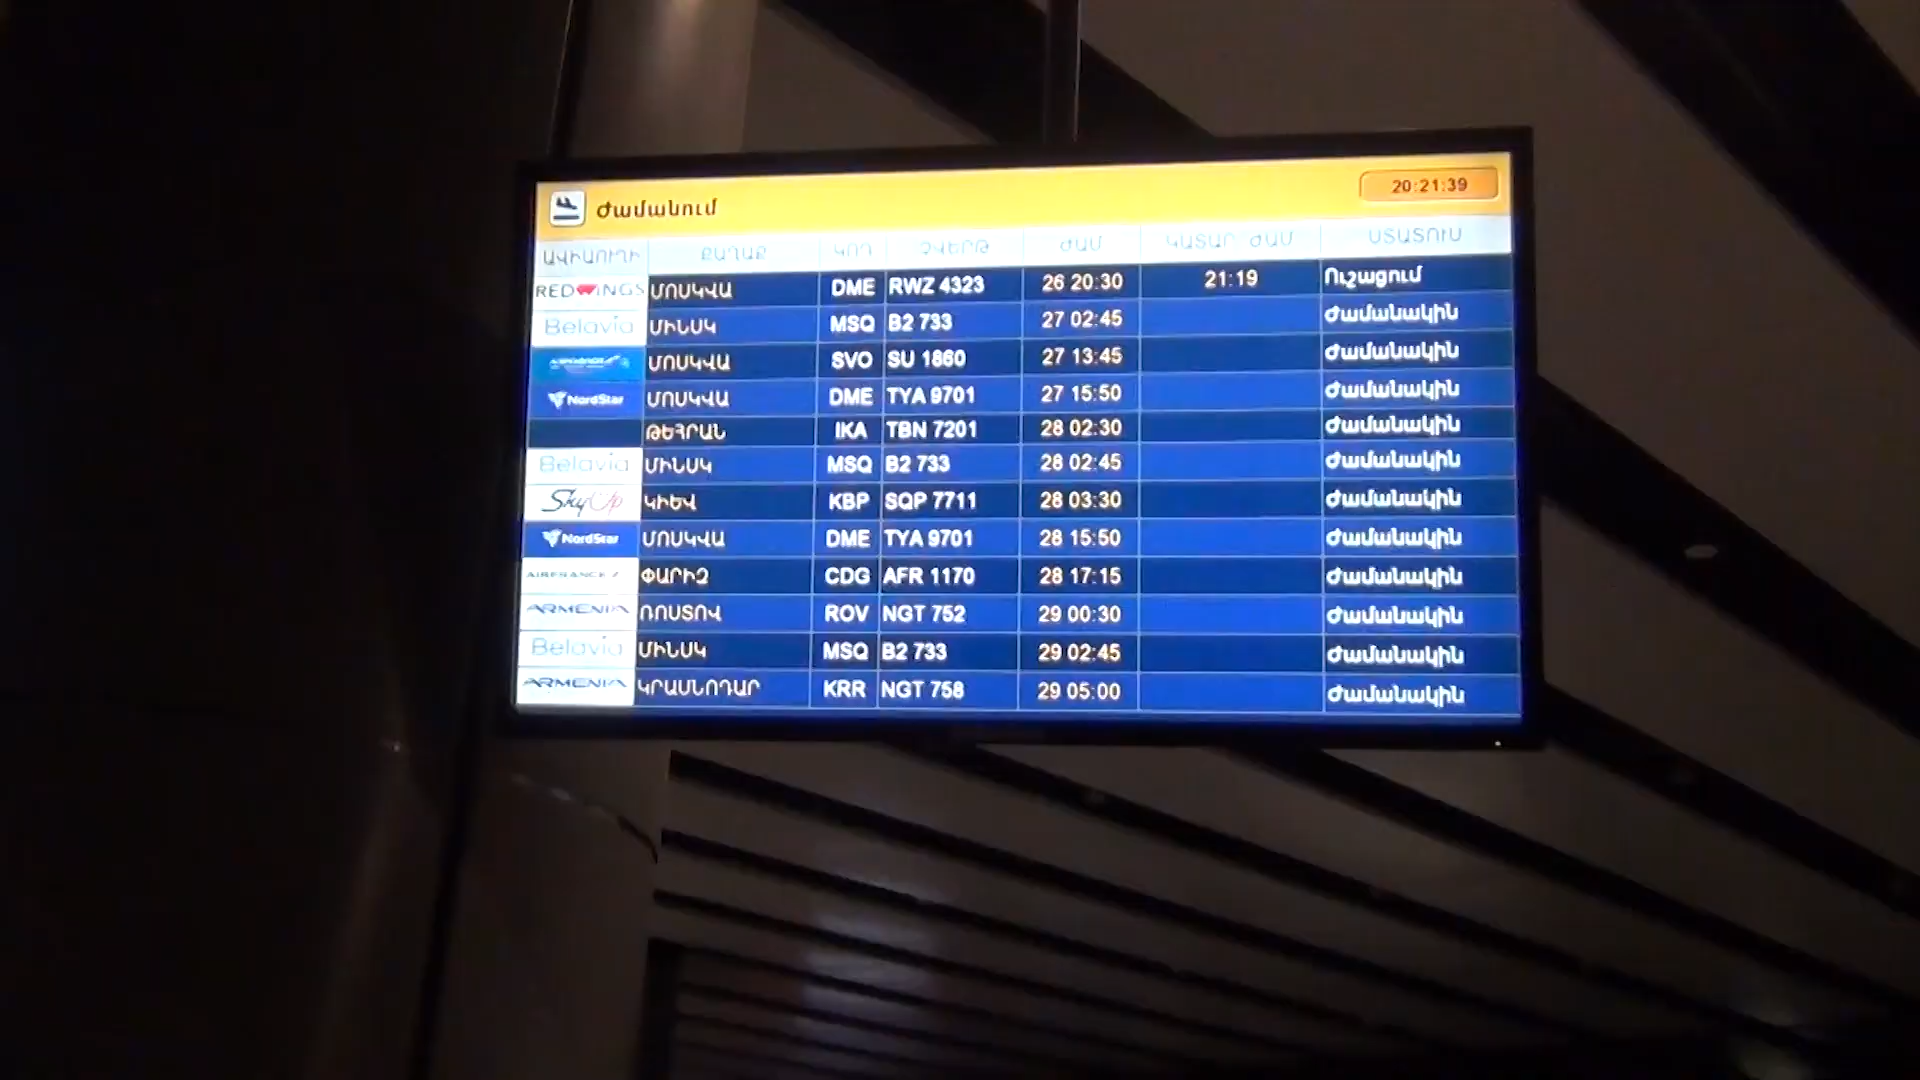 Ժամանում 20:21:39
ԱՎԻԱՈՒՂԻ ՔԱՂԱՔ ԿՈԴ ՉՎԵՐԹ ԺԱՄ ԿԱՏԱՐ ԺԱՄ ՍՏԱՏՈՒՍ
REDWINGS ՄՈՍԿՎԱ DME RWZ 4323 26 20:30 21:19 Ուշացում
Belavia ՄԻՆՍԿ MSQ B2 733 27 02:45 Ժամանակին
ՄՈՍԿՎԱ SVO SU 1860 27 13:45 Ժամանակին
NordStar ՄՈՍԿՎԱ DME TYA 9701 27 15:50 Ժամանակին
ԹԵՀՐԱՆ IKA TBN 7201 28 02:30 Ժամանակին
Belavia ՄԻՆՍԿ MSQ B2 733 28 02:45 Ժամանակին
SkyUp ԿԻԵՎ KBP SQP 7711 28 03:30 Ժամանակին
NordStar ՄՈՍԿՎԱ DME TYA 9701 28 15:50 Ժամանակին
AIRFRANCE ՓԱՐԻԶ CDG AFR 1170 28 17:15 Ժամանակին
ARMENIA ՌՈՍՏՈՎ ROV NGT 752 29 00:30 Ժամանակին
Belavia ՄԻՆՍԿ MSQ B2 733 29 02:45 Ժամանակին
ARMENIA ԿՐԱՍՆՈԴԱՐ KRR NGT 758 29 05:00 Ժամանակին